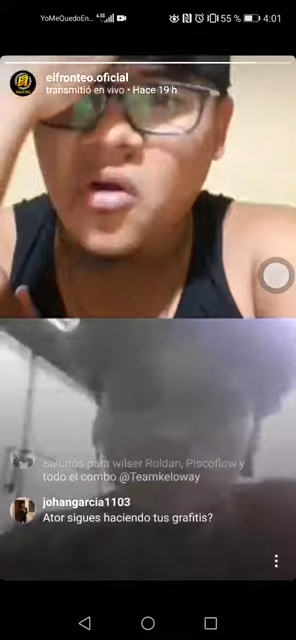 YoMeQuedoEn... 55 % 4:01
elfronteo.oficial
transmitió en vivo • Hace 19 h
Saludos para wilser Roldan, Piscoflow y
todo el combo @Teamkeloway
johangarcia1103
Ator sigues haciendo tus grafitis?